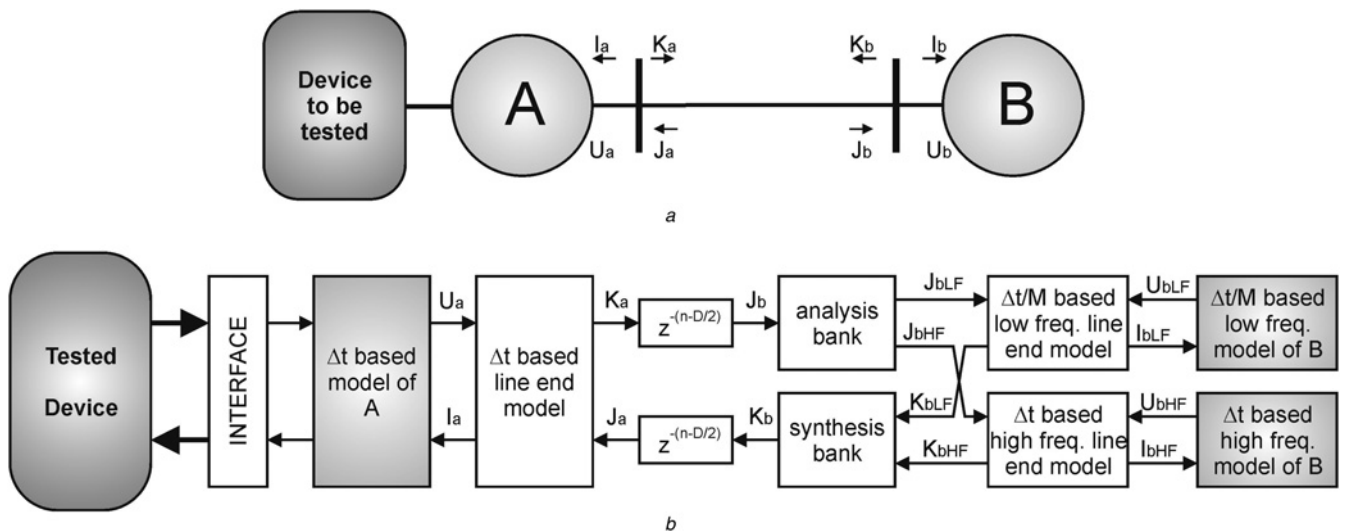 Device
to be
tested
A
Ia
Ka
Ua
Ja
Kb
Ib
Jb
Ub
B
a
Tested
Device
INTERFACE
Δt based
model of
A
Ua
Ia
Δt based
line end
model
Ka
z-(n-D/2)
Jb
Ja
z-(n-D/2)
Kb
analysis
bank
synthesis
bank
JbLF
JbHF
KbLF
KbHF
Δt/M based
low freq. line
end model
Δt based
high freq. line
end model
UbLF
IbLF
UbHF
IbHF
Δt/M based
low freq.
model of B
Δt based
high freq.
model of B
b